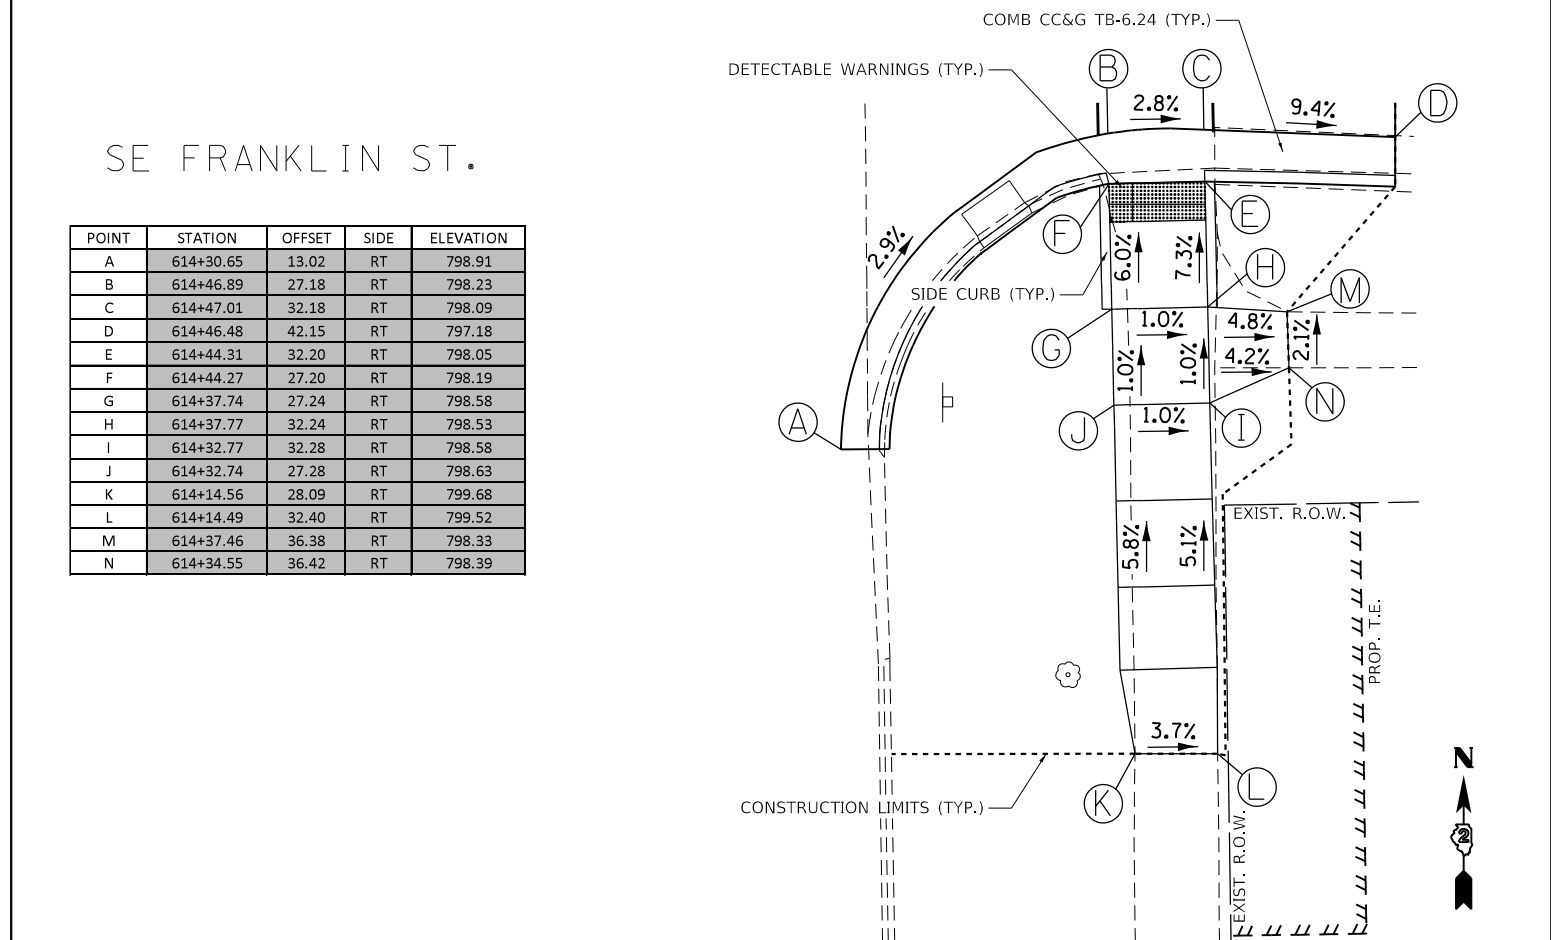 SE FRANKLIN ST.
POINT STATION OFFSET SIDE ELEVATION
A 614+30.65 13.02 RT 798.91
B 614+46.89 27.18 RT 798.23
C 614+47.01 32.18 RT 798.09
D 614+46.48 42.15 RT 797.18
E 614+44.31 32.20 RT 798.05
F 614+44.27 27.20 RT 798.19
G 614+37.74 27.24 RT 798.58
H 614+37.77 32.24 RT 798.53
I 614+32.77 32.28 RT 798.58
J 614+32.74 27.28 RT 798.63
K 614+14.56 28.09 RT 799.68
L 614+14.49 32.40 RT 799.52
M 614+37.46 36.38 RT 798.33
N 614+34.55 36.42 RT 798.39
COMB CC&G TB-6.24 (TYP.)
DETECTABLE WARNINGS (TYP.)
B
C
2.8%
9.4%
D
2.9%
F
E
6.0%
7.3%
H
SIDE CURB (TYP.)
M
G
1.0%
4.8%
2.1%
1.0%
1.0%
4.2%
N
A
J
1.0%
I
EXIST. R.O.W.
5.8%
5.1%
PROP. T.E.
3.7%
K
L
CONSTRUCTION LIMITS (TYP.)
EXIST. R.O.W.
N
2